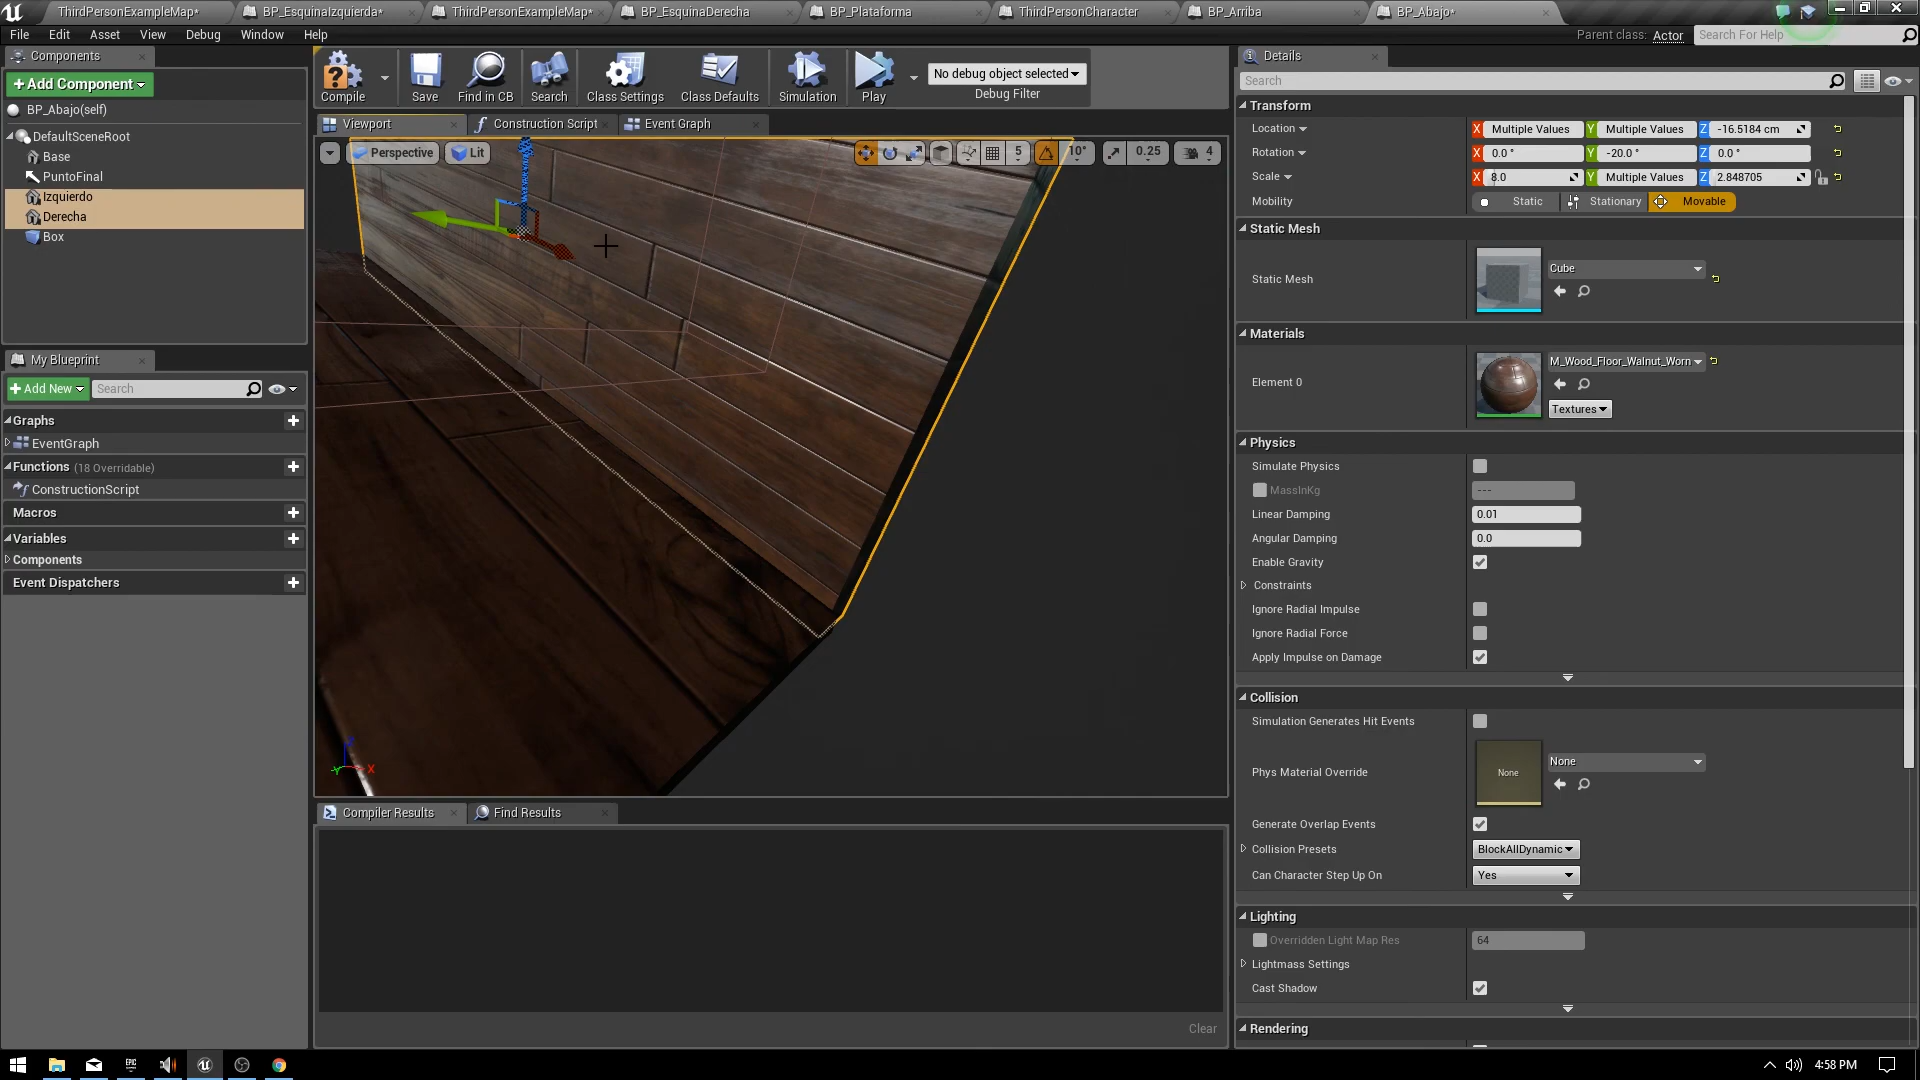 ThirdPersonExampleMap*
BP_EsquinaIzquierda*
ThirdPersonExampleMap*
BP_EsquinaDerecha
BP_Plataforma
ThirdPersonCharacter
BP_Arriba
BP_Abajo*
File Edit Asset View Debug Window Help
Parent class: Actor
Search For Help
Components
Add Component
BP_Abajo(self)
DefaultSceneRoot
Base
PuntoFinal
Izquierdo
Derecha
Box
My Blueprint
Add New
Search
Graphs
EventGraph
Functions (18 Overridable)
ConstructionScript
Macros
Variables
Components
Event Dispatchers
Compile
Save
Find in CB
Search
Class Settings
Class Defaults
Simulation
Play
No debug object selected
Debug Filter
Viewport
Construction Script
Event Graph
Perspective
Lit
5
10°
0.25
4
X
Compiler Results
Find Results
Clear
Details
Search
Transform
Location X Multiple Values Y Multiple Values Z -16.5184 cm
Rotation X 0.0 ° Y -20.0 ° Z 0.0 °
Scale X 8.0 Y Multiple Values Z 2.848705
Mobility Static Stationary Movable
Static Mesh
Static Mesh Cube
Materials
Element 0 M_Wood_Floor_Walnut_Worn
Textures
Physics
Simulate Physics
MassInKg ---
Linear Damping 0.01
Angular Damping 0.0
Enable Gravity
Constraints
Ignore Radial Impulse
Ignore Radial Force
Apply Impulse on Damage
Collision
Simulation Generates Hit Events
Phys Material Override None None
Generate Overlap Events
Collision Presets BlockAllDynamic
Can Character Step Up On Yes
Lighting
Overridden Light Map Res 64
Lightmass Settings
Cast Shadow
Rendering
EPIC
4:58 PM